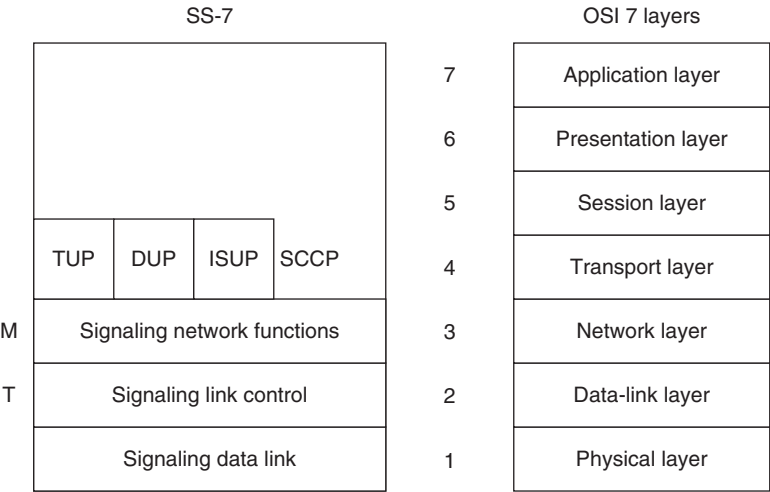 SS-7
OSI 7 layers
7
Application layer
6
Presentation layer
5
Session layer
TUP
DUP
ISUP
SCCP
4
Transport layer
M
Signaling network functions
3
Network layer
T
Signaling link control
2
Data-link layer
Signaling data link
1
Physical layer